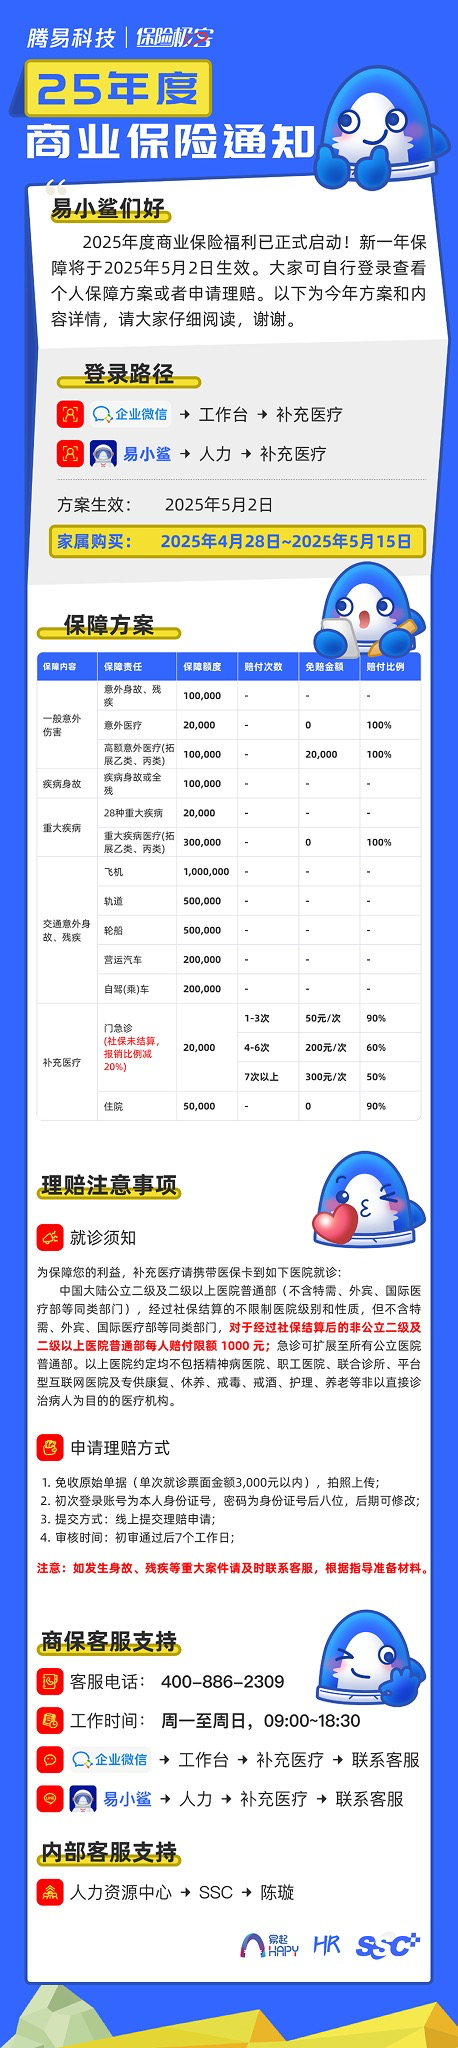 腾易科技 | 保险极客
25年度
商业保险通知
易小鲨们好
2025年度商业保险福利已正式启动！新一年保
障将于2025年5月2日生效。大家可自行登录查看
个人保障方案或者申请理赔。以下为今年方案和内
容详情，请大家仔细阅读，谢谢。
登录路径
企业微信 → 工作台 → 补充医疗
易小鲨 → 人力 → 补充医疗
方案生效： 2025年5月2日
家属购买： 2025年4月28日~2025年5月15日
保障方案
保障内容 保障责任 保障额度 赔付次数 免赔金额 赔付比例
一般意外
伤害
意外身故、残
疾 100,000 - - -
意外医疗 20,000 - 0 100%
高额意外医疗(拓
展乙类、丙类) 100,000 - 20,000 100%
疾病身故 疾病身故或全
残 100,000 - - -
重大疾病
28种重大疾病 20,000 - - -
重大疾病医疗(拓
展乙类、丙类) 300,000 - 0 100%
交通意外身
故、残疾
飞机 1,000,000 - - -
轨道 500,000 - - -
轮船 500,000 - - -
营运汽车 200,000 - - -
自驾(乘)车 200,000 - - -
补充医疗
门急诊
(社保未结算，
报销比例减
20%)
20,000
1-3次 50元/次 90%
4-6次 200元/次 60%
7次以上 300元/次 50%
住院 50,000 - 0 90%
理赔注意事项
就诊须知
为保障您的利益，补充医疗请携带医保卡到如下医院就诊：
中国大陆公立二级及二级以上医院普通部（不含特需、外宾、国际医
疗部等同类部门），经过社保结算的不限制医院级别和性质，但不含特
需、外宾、国际医疗部等同类部门，对于经过社保结算后的非公立二级及
二级以上医院普通部每人赔付限额 1000 元；急诊可扩展至所有公立医院
普通部。以上医院约定均不包括精神病医院、职工医院、联合诊所、平台
型互联网医院及专供康复、休养、戒毒、戒酒、护理、养老等非以直接诊
治病人为目的的医疗机构。
申请理赔方式
1. 免收原始单据（单次就诊票面金额3,000元以内），拍照上传；
2. 初次登录账号为本人身份证号，密码为身份证号后八位，后期可修改；
3. 提交方式：线上提交理赔申请；
4. 审核时间：初审通过后7个工作日；
注意：如发生身故、残疾等重大案件请及时联系客服，根据指导准备材料。
商保客服支持
客服电话： 400-886-2309
工作时间： 周一至周日，09:00~18:30
企业微信 → 工作台 → 补充医疗 → 联系客服
易小鲨 → 人力 → 补充医疗 → 联系客服
内部客服支持
人力资源中心 → SSC → 陈璇
易起
HAPY HR SSC